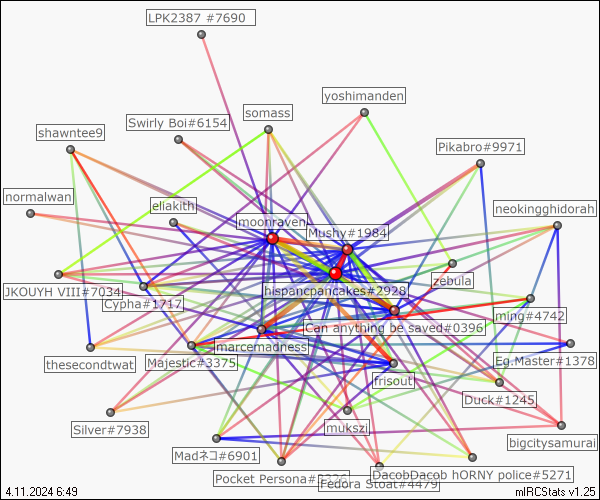 LPK2387 #7690
yoshimanden
somass
Swirly Boi#6154
shawntee9
Pikabro#9971
normalwan
eliakith
neokingghidorah
moonraven
Mushy#1984
zebula
JKOUYH VIII#7034
hispancpancakes#2928
Cypha#1717
ming#4742
Can anything be saved#0396
marcemadness
Majestic#3375
thesecondtwat
Eg.Master#1378
frisout
Duck#1245
mukszi
Silver#7938
bigcitysamurai
Madネコ#6901
DacobDacob hORNY police#5271
Pocket Persona
Fedora Stoat#4479
4.11.2024 6:49
mIRCStats v1.25